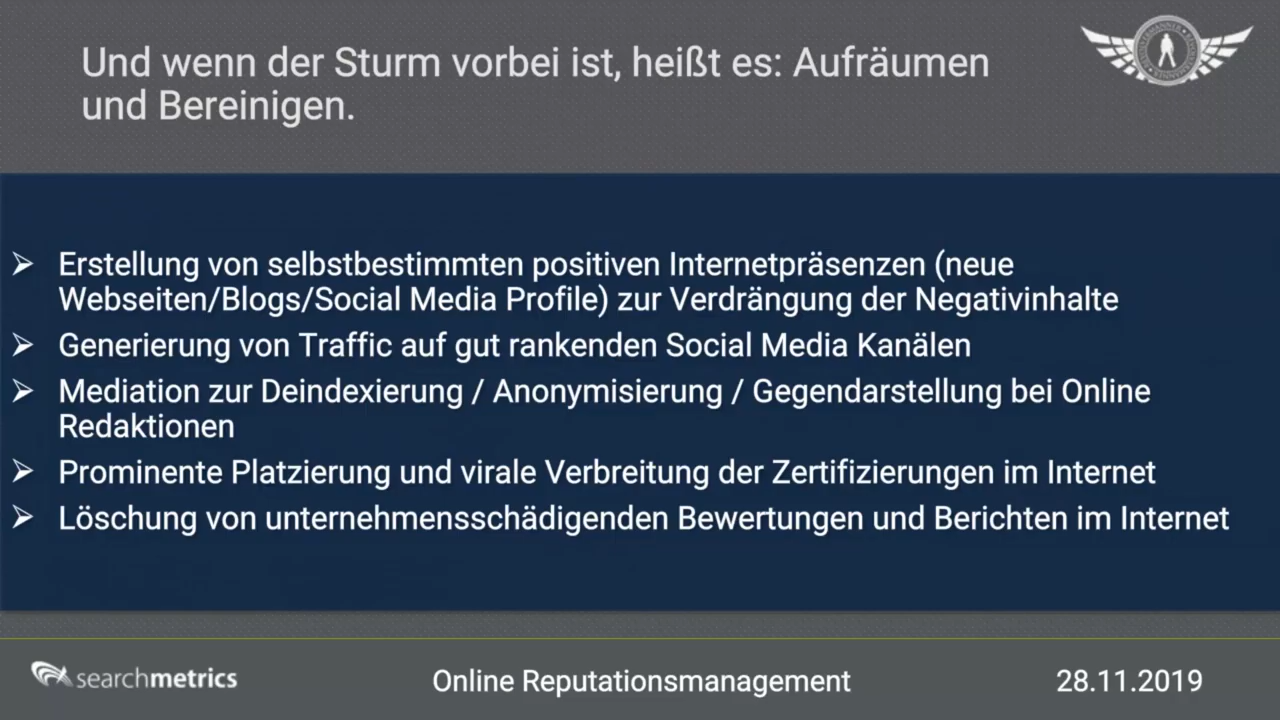 Und wenn der Sturm vorbei ist, heißt es: Aufräumen
und Bereinigen.
➢ Erstellung von selbstbestimmten positiven Internetpräsenzen (neue
Webseiten/Blogs/Social Media Profile) zur Verdrängung der Negativinhalte
➢ Generierung von Traffic auf gut rankenden Social Media Kanälen
➢ Mediation zur Deindexierung / Anonymisierung / Gegendarstellung bei Online
Redaktionen
➢ Prominente Platzierung und virale Verbreitung der Zertifizierungen im Internet
➢ Löschung von unternehmensschädigenden Bewertungen und Berichten im Internet
searchmetrics
Online Reputationsmanagement
28.11.2019